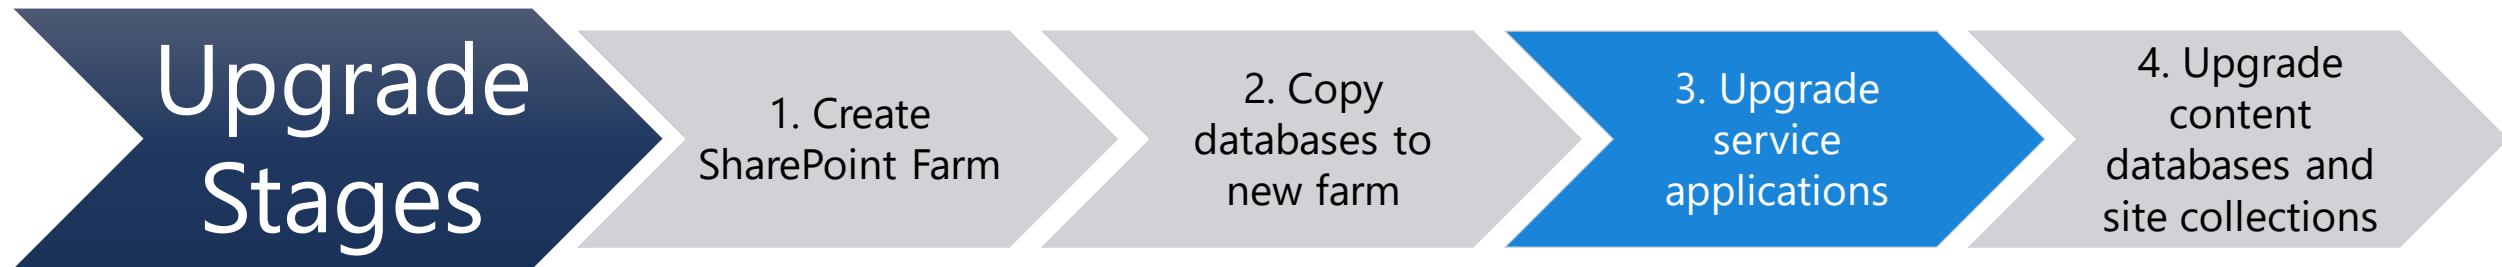 Upgrade
Stages
1. Create
SharePoint Farm
2. Copy
databases to
new farm
3. Upgrade
service
applications
4. Upgrade
content
databases and
site collections